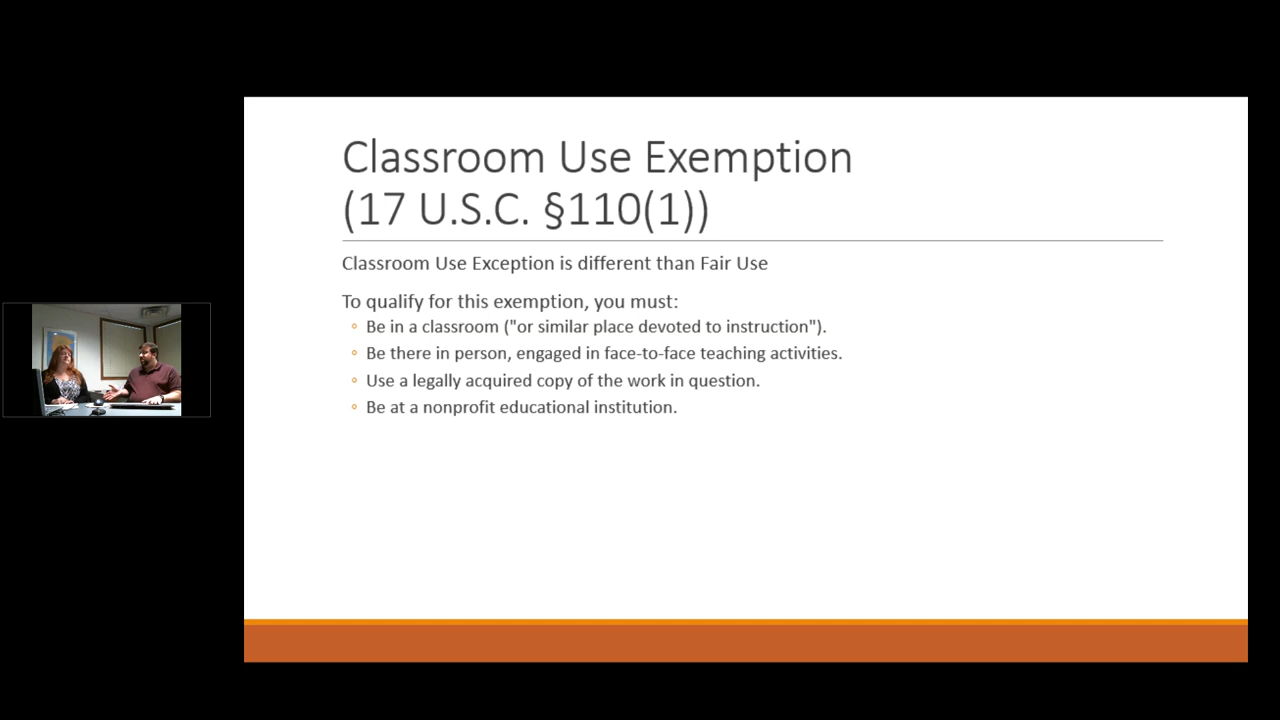 Classroom Use Exemption
(17 U.S.C. §110(1))
Classroom Use Exception is different than Fair Use
To qualify for this exemption, you must:
◦ Be in a classroom ("or similar place devoted to instruction").
◦ Be there in person, engaged in face-to-face teaching activities.
◦ Use a legally acquired copy of the work in question.
◦ Be at a nonprofit educational institution.